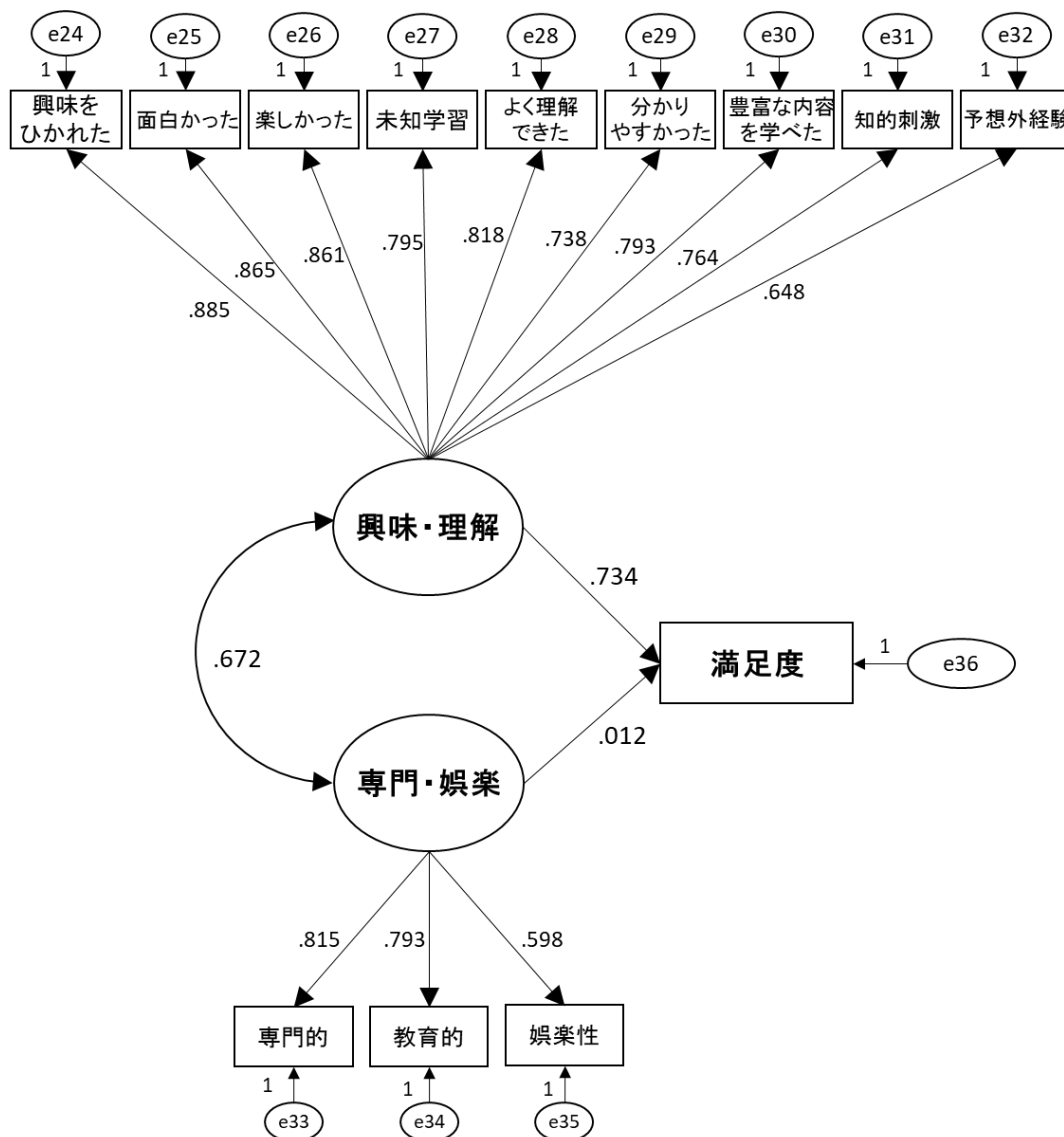 e24 e25 e26 e27 e28 e29 e30 e31 e32
1 1 1 1 1 1 1 1 1
興味を
ひかれた
面白かった
楽しかった
未知学習
よく理解
できた
分かり
やすかった
豊富な内容
を学べた
知的刺激
予想外経験
.885
.865
.861
.795
.818
.738
.793
.764
.648
興味・理解
.734
.672
満足度
1
e36
.012
専門・娯楽
.815
.793
.598
専門的
教育的
娯楽性
1 1 1
e33 e34 e35